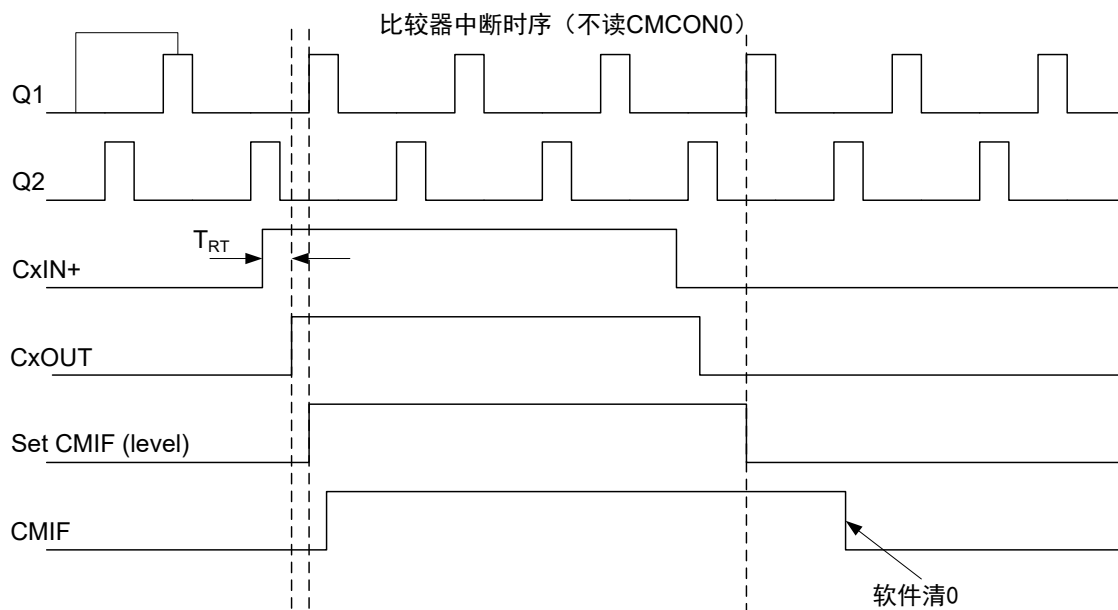 比较器中断时序（不读CMCON0）
Q1
Q2
TRT
CxIN+
CxOUT
Set CMIF (level)
CMIF
软件清0